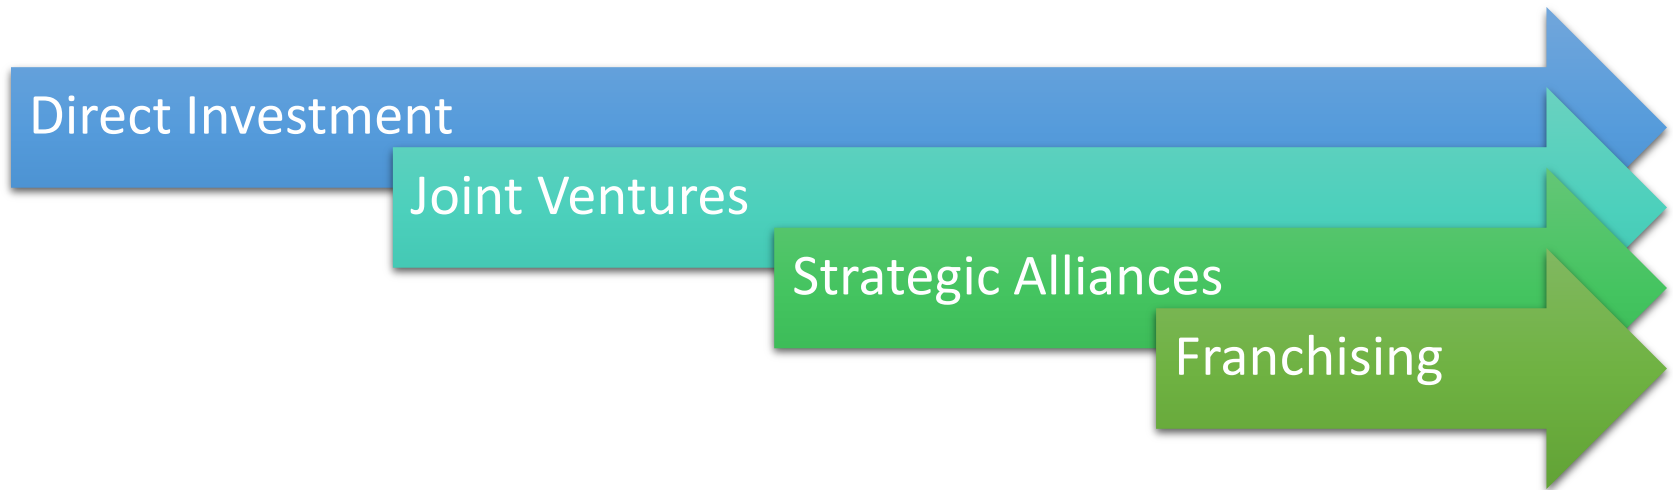 Direct Investment
Joint Ventures
Strategic Alliances
Franchising